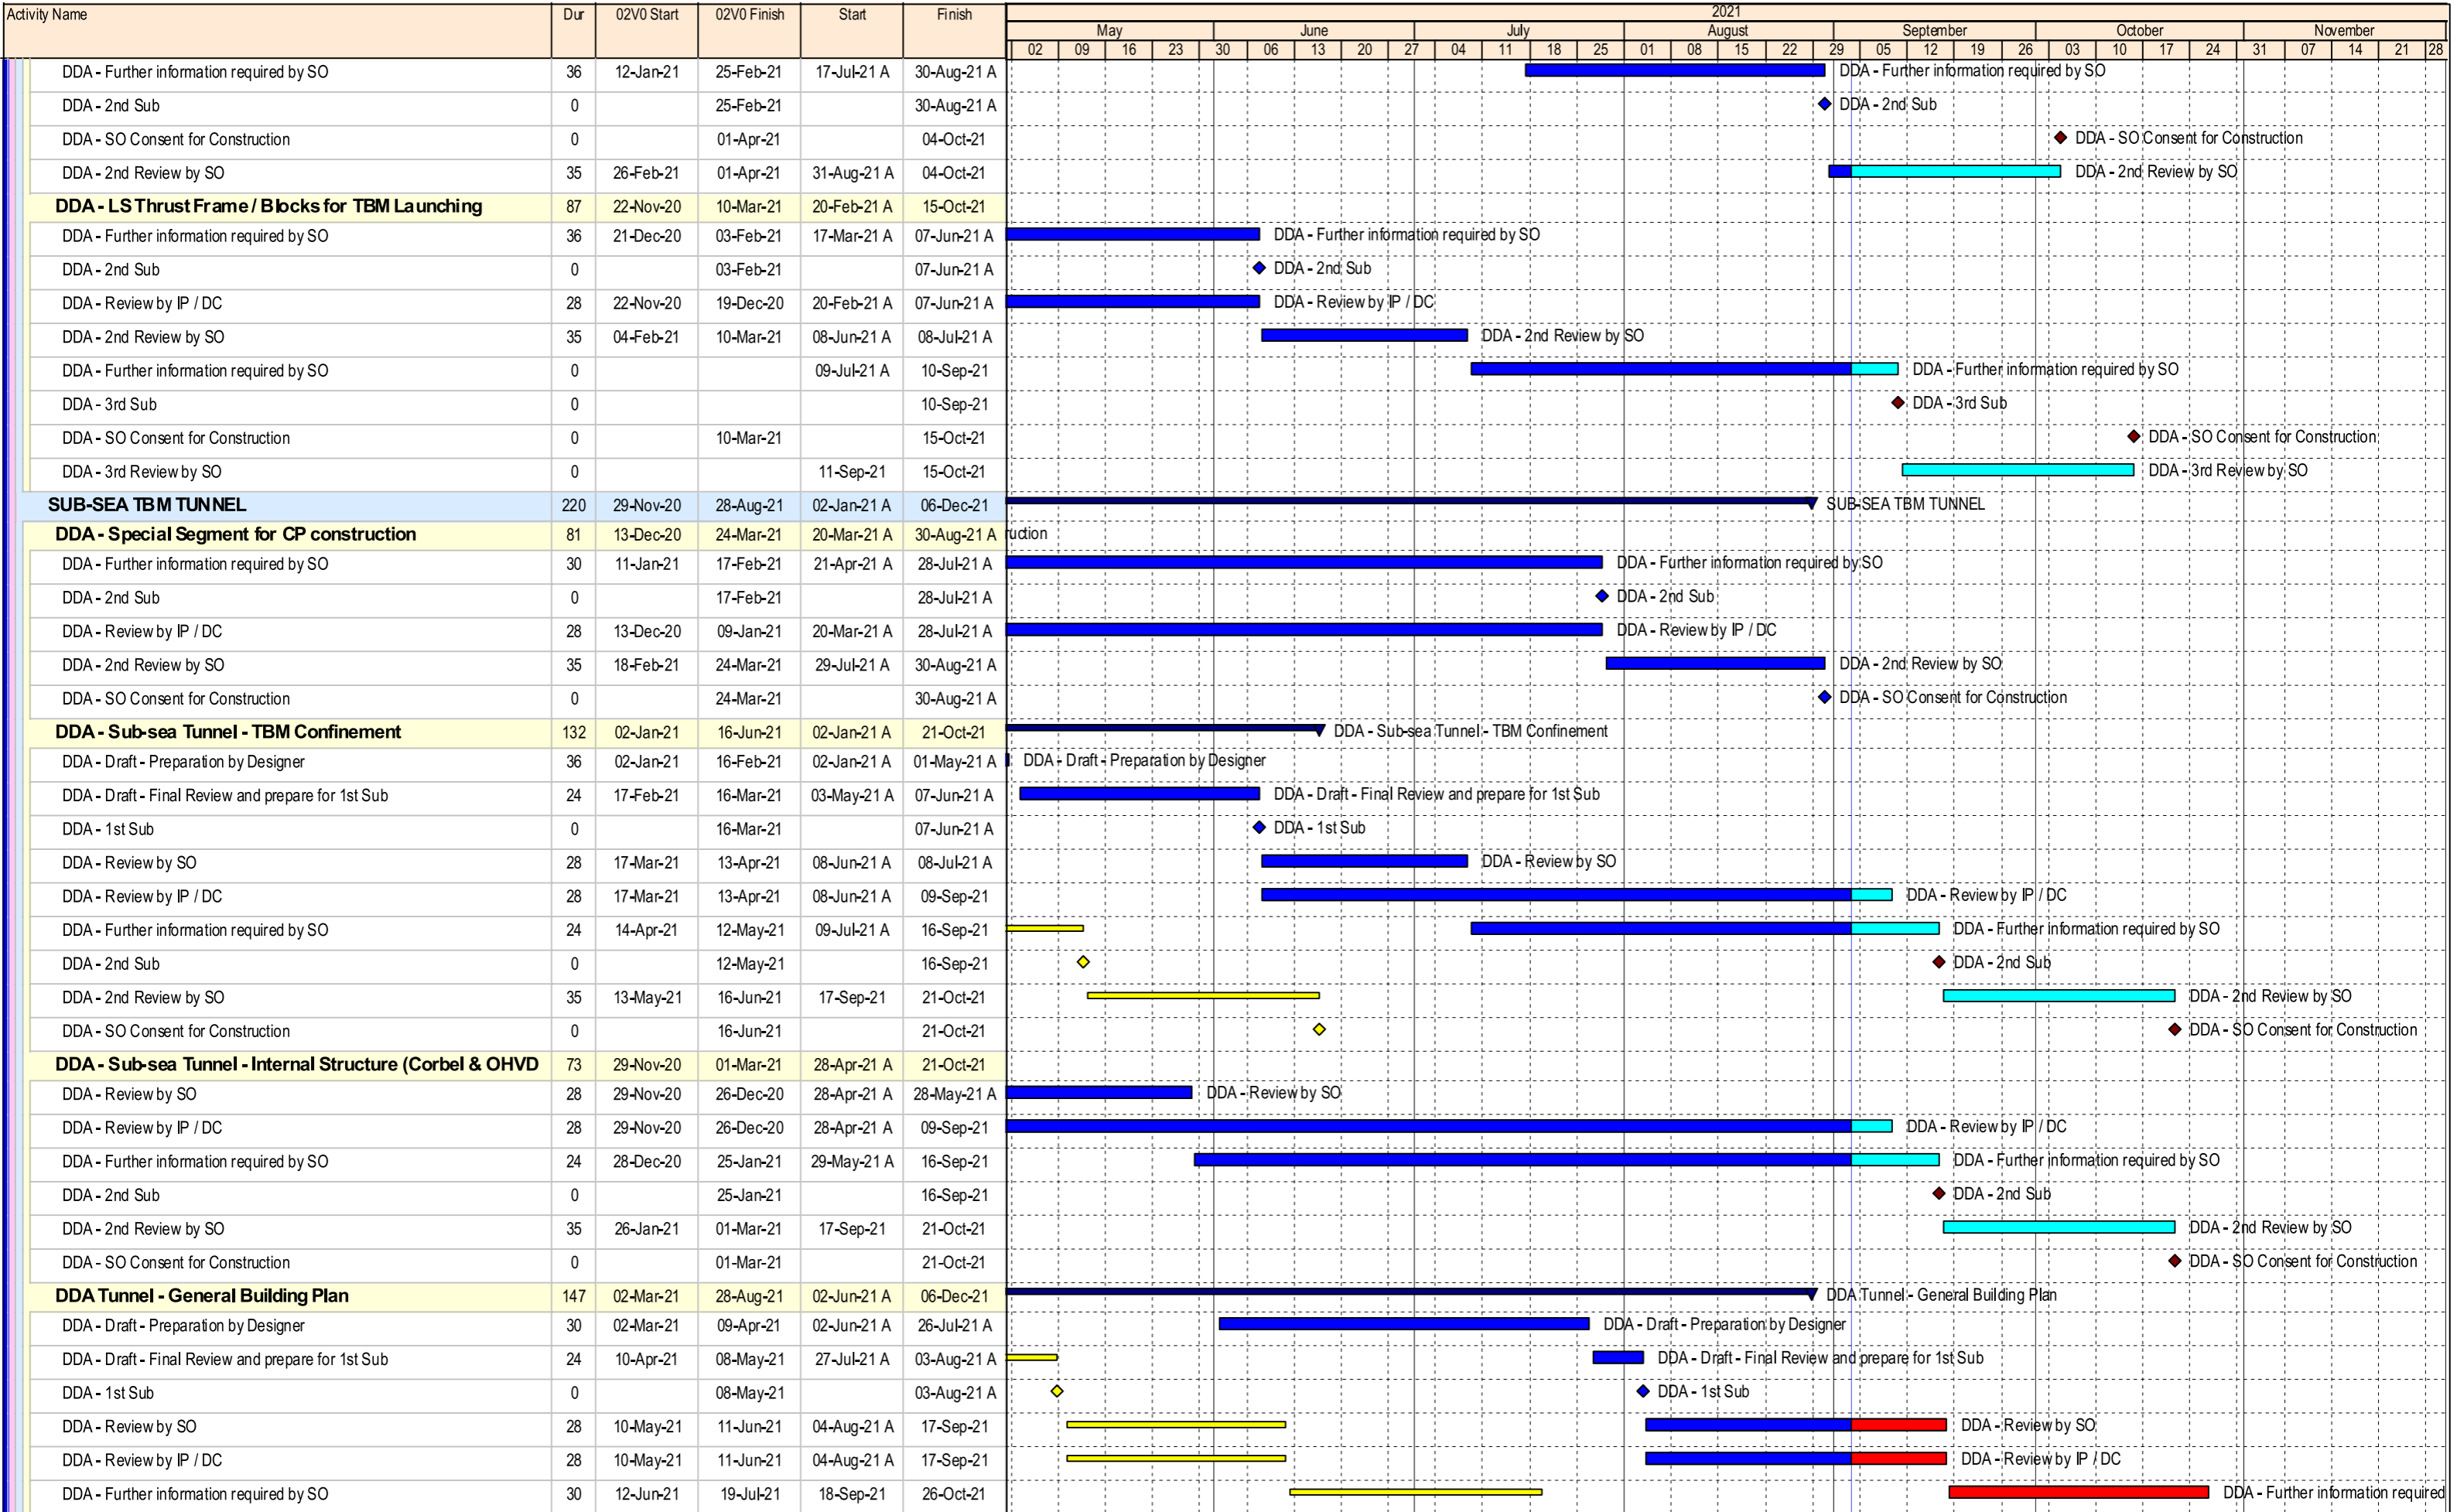 Activity Name Dur 02V0 Start 02V0 Finish Start Finish 2021
May June July August September October November
02 09 16 23 30 06 13 20 27 04 11 18 25 01 08 15 22 29 05 12 19 26 03 10 17 24 31 07 14 21 28
DDA - Further information required by SO 36 12-Jan-21 25-Feb-21 17-Jul-21 A 30-Aug-21 A DDA - Further information required by SO
DDA - 2nd Sub 0 25-Feb-21 30-Aug-21 A DDA - 2nd Sub
DDA - SO Consent for Construction 0 01-Apr-21 04-Oct-21 DDA - SO Consent for Construction
DDA - 2nd Review by SO 35 26-Feb-21 01-Apr-21 31-Aug-21 A 04-Oct-21 DDA - 2nd Review by SO
DDA - LS Thrust Frame / Blocks for TBM Launching 87 22-Nov-20 10-Mar-21 20-Feb-21 A 15-Oct-21
DDA - Further information required by SO 36 21-Dec-20 03-Feb-21 17-Mar-21 A 07-Jun-21 A DDA - Further information required by SO
DDA - 2nd Sub 0 03-Feb-21 07-Jun-21 A DDA - 2nd Sub
DDA - Review by IP / DC 28 22-Nov-20 19-Dec-20 20-Feb-21 A 07-Jun-21 A DDA - Review by IP / DC
DDA - 2nd Review by SO 35 04-Feb-21 10-Mar-21 08-Jun-21 A 08-Jul-21 A DDA - 2nd Review by SO
DDA - Further information required by SO 0 09-Jul-21 A 10-Sep-21 DDA - Further information required by SO
DDA - 3rd Sub 0 10-Sep-21 DDA - 3rd Sub
DDA - SO Consent for Construction 0 10-Mar-21 15-Oct-21 DDA - SO Consent for Construction
DDA - 3rd Review by SO 0 11-Sep-21 15-Oct-21 DDA - 3rd Review by SO
SUB-SEA TBM TUNNEL 220 29-Nov-20 28-Aug-21 02-Jan-21 A 06-Dec-21 SUB-SEA TBM TUNNEL
DDA - Special Segment for CP construction 81 13-Dec-20 24-Mar-21 20-Mar-21 A 30-Aug-21 A ruction
DDA - Further information required by SO 30 11-Jan-21 17-Feb-21 21-Apr-21 A 28-Jul-21 A DDA - Further information required by SO
DDA - 2nd Sub 0 17-Feb-21 28-Jul-21 A DDA - 2nd Sub
DDA - Review by IP / DC 28 13-Dec-20 09-Jan-21 20-Mar-21 A 28-Jul-21 A DDA - Review by IP / DC
DDA - 2nd Review by SO 35 18-Feb-21 24-Mar-21 29-Jul-21 A 30-Aug-21 A DDA - 2nd Review by SO
DDA - SO Consent for Construction 0 24-Mar-21 30-Aug-21 A DDA - SO Consent for Construction
DDA - Sub-sea Tunnel - TBM Confinement 132 02-Jan-21 16-Jun-21 02-Jan-21 A 21-Oct-21 DDA - Sub-sea Tunnel - TBM Confinement
DDA - Draft - Preparation by Designer 36 02-Jan-21 16-Feb-21 02-Jan-21 A 01-May-21 A DDA - Draft - Preparation by Designer
DDA - Draft - Final Review and prepare for 1st Sub 24 17-Feb-21 16-Mar-21 03-May-21 A 07-Jun-21 A DDA - Draft - Final Review and prepare for 1st Sub
DDA - 1st Sub 0 16-Mar-21 07-Jun-21 A DDA - 1st Sub
DDA - Review by SO 28 17-Mar-21 13-Apr-21 08-Jun-21 A 08-Jul-21 A DDA - Review by SO
DDA - Review by IP / DC 28 17-Mar-21 13-Apr-21 08-Jun-21 A 09-Sep-21 DDA - Review by IP / DC
DDA - Further information required by SO 24 14-Apr-21 12-May-21 09-Jul-21 A 16-Sep-21 DDA - Further information required by SO
DDA - 2nd Sub 0 12-May-21 16-Sep-21 DDA - 2nd Sub
DDA - 2nd Review by SO 35 13-May-21 16-Jun-21 17-Sep-21 21-Oct-21 DDA - 2nd Review by SO
DDA - SO Consent for Construction 0 16-Jun-21 21-Oct-21 DDA - SO Consent for Construction
DDA - Sub-sea Tunnel - Internal Structure (Corbel & OHVD 73 29-Nov-20 01-Mar-21 28-Apr-21 A 21-Oct-21
DDA - Review by SO 28 29-Nov-20 26-Dec-20 28-Apr-21 A 28-May-21 A DDA - Review by SO
DDA - Review by IP / DC 28 29-Nov-20 26-Dec-20 28-Apr-21 A 09-Sep-21 DDA - Review by IP / DC
DDA - Further information required by SO 24 28-Dec-20 25-Jan-21 29-May-21 A 16-Sep-21 DDA - Further information required by SO
DDA - 2nd Sub 0 25-Jan-21 16-Sep-21 DDA - 2nd Sub
DDA - 2nd Review by SO 35 26-Jan-21 01-Mar-21 17-Sep-21 21-Oct-21 DDA - 2nd Review by SO
DDA - SO Consent for Construction 0 01-Mar-21 21-Oct-21 DDA - SO Consent for Construction
DDA Tunnel - General Building Plan 147 02-Mar-21 28-Aug-21 02-Jun-21 A 06-Dec-21 DDA Tunnel - General Building Plan
DDA - Draft - Preparation by Designer 30 02-Mar-21 09-Apr-21 02-Jun-21 A 26-Jul-21 A DDA - Draft - Preparation by Designer
DDA - Draft - Final Review and prepare for 1st Sub 24 10-Apr-21 08-May-21 27-Jul-21 A 03-Aug-21 A DDA - Draft - Final Review and prepare for 1st Sub
DDA - 1st Sub 0 08-May-21 03-Aug-21 A DDA - 1st Sub
DDA - Review by SO 28 10-May-21 11-Jun-21 04-Aug-21 A 17-Sep-21 DDA - Review by SO
DDA - Review by IP / DC 28 10-May-21 11-Jun-21 04-Aug-21 A 17-Sep-21 DDA - Review by IP / DC
DDA - Further information required by SO 30 12-Jun-21 19-Jul-21 18-Sep-21 26-Oct-21 DDA - Further information required